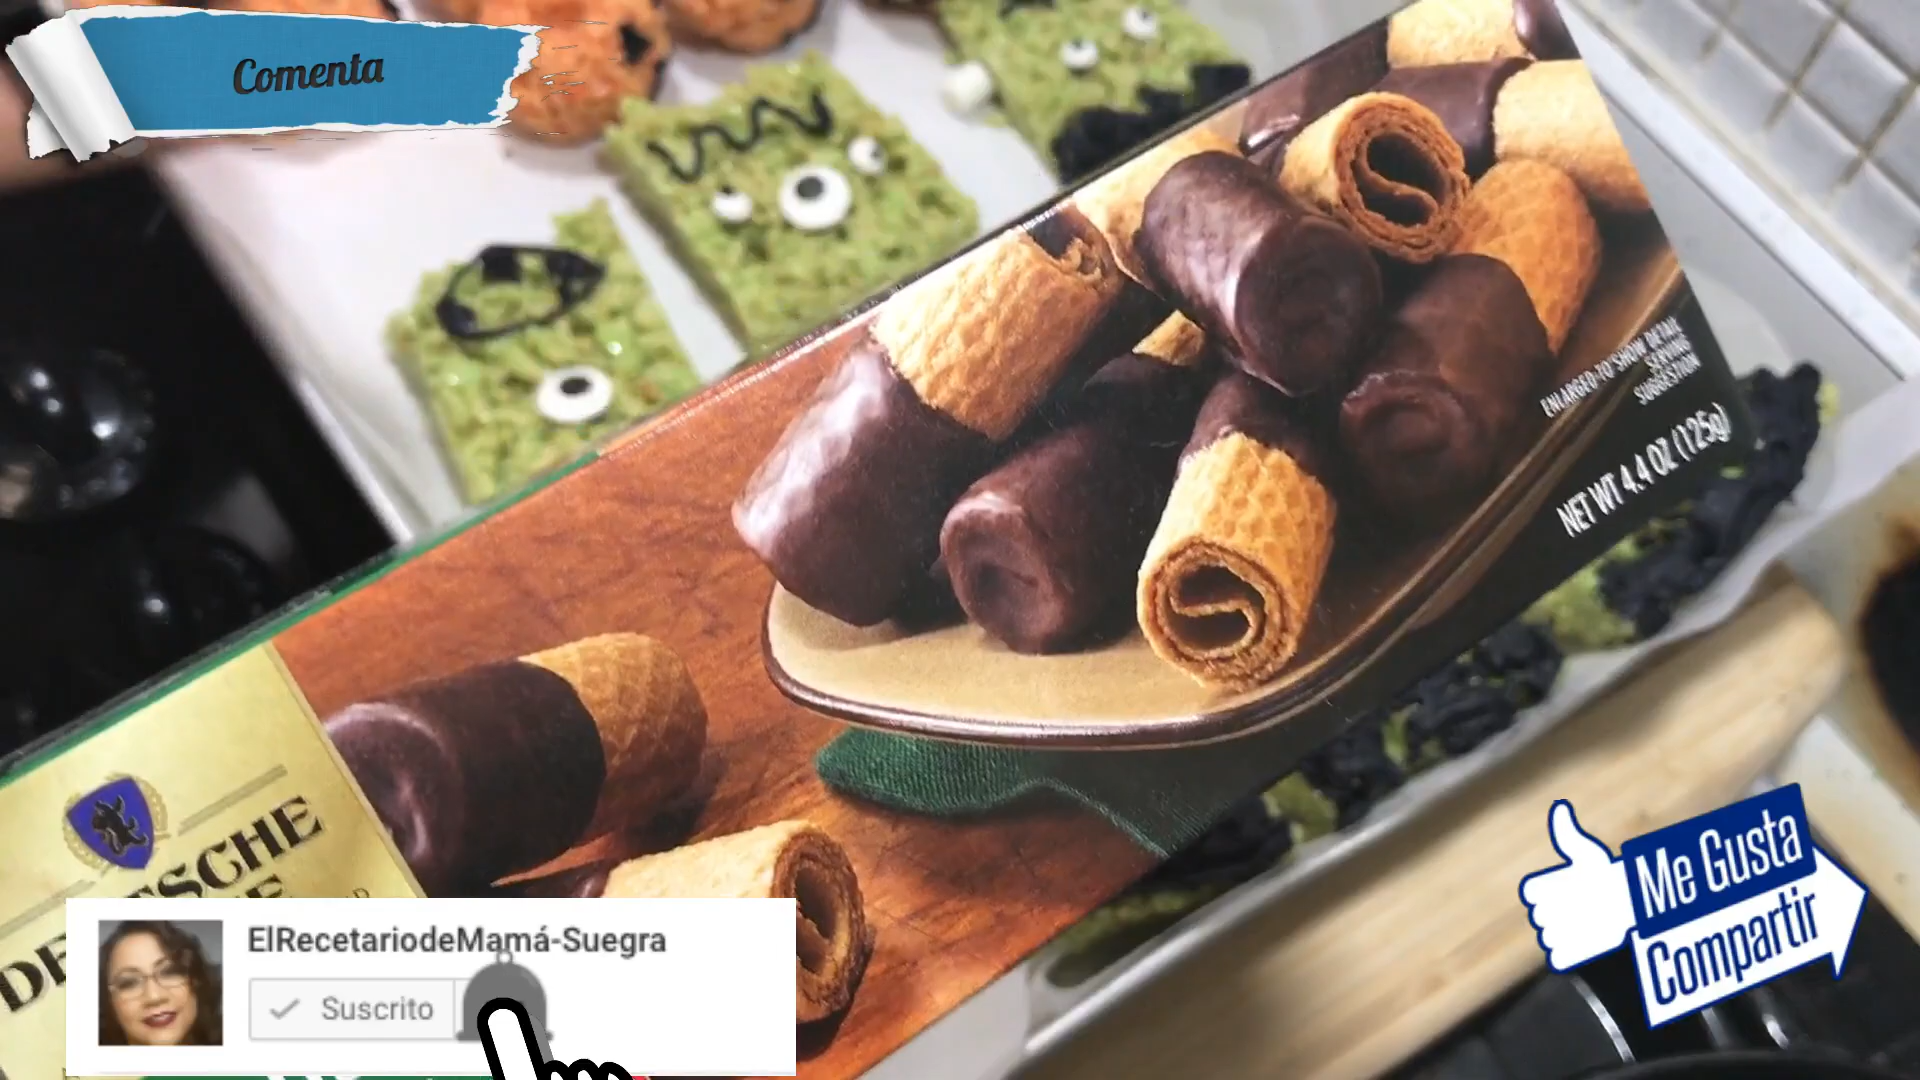 Comenta
ENLARGED TO SHOW DETAIL
SERVING
SUGGESTION
NET WT 4.4 OZ (125g)
ElRecetariodeMamá-Suegra
Suscrito
Me Gusta
Compartir